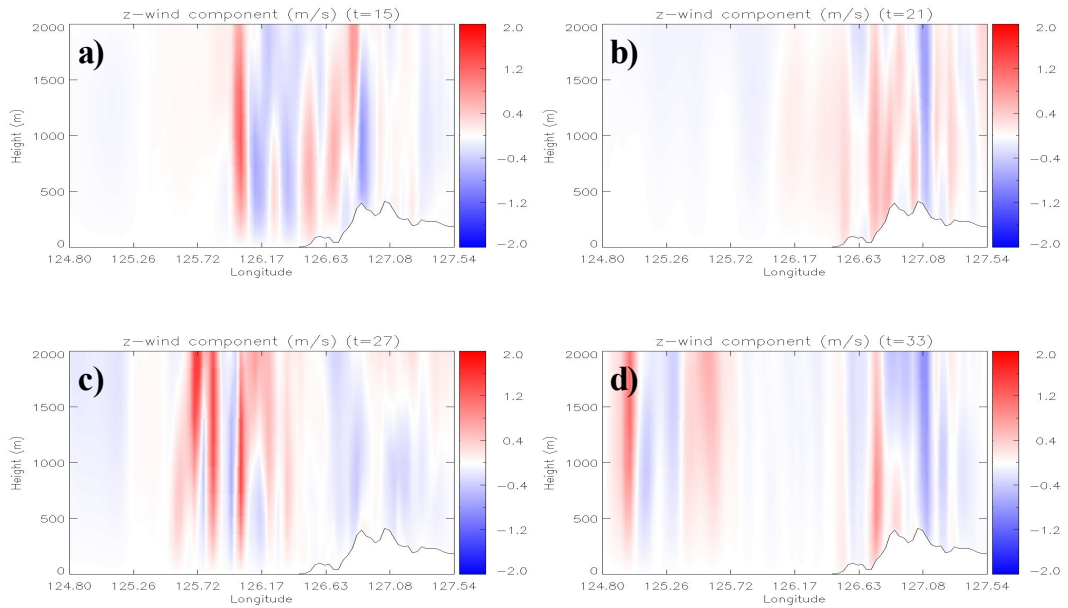 z-wind component (m/s) (t=15)
a)
2000
1500
1000
500
0
Height (m)
124.80 125.26 125.72 126.17 126.63 127.08 127.54
Longitude
2.0
1.2
0.4
−0.4
−1.2
−2.0
z-wind component (m/s) (t=21)
b)
2000
1500
1000
500
0
Height (m)
124.80 125.26 125.72 126.17 126.63 127.08 127.54
Longitude
2.0
1.2
0.4
−0.4
−1.2
−2.0
z-wind component (m/s) (t=27)
c)
2000
1500
1000
500
0
Height (m)
124.80 125.26 125.72 126.17 126.63 127.08 127.54
Longitude
2.0
1.2
0.4
−0.4
−1.2
−2.0
z-wind component (m/s) (t=33)
d)
2000
1500
1000
500
0
Height (m)
124.80 125.26 125.72 126.17 126.63 127.08 127.54
Longitude
2.0
1.2
0.4
−0.4
−1.2
−2.0